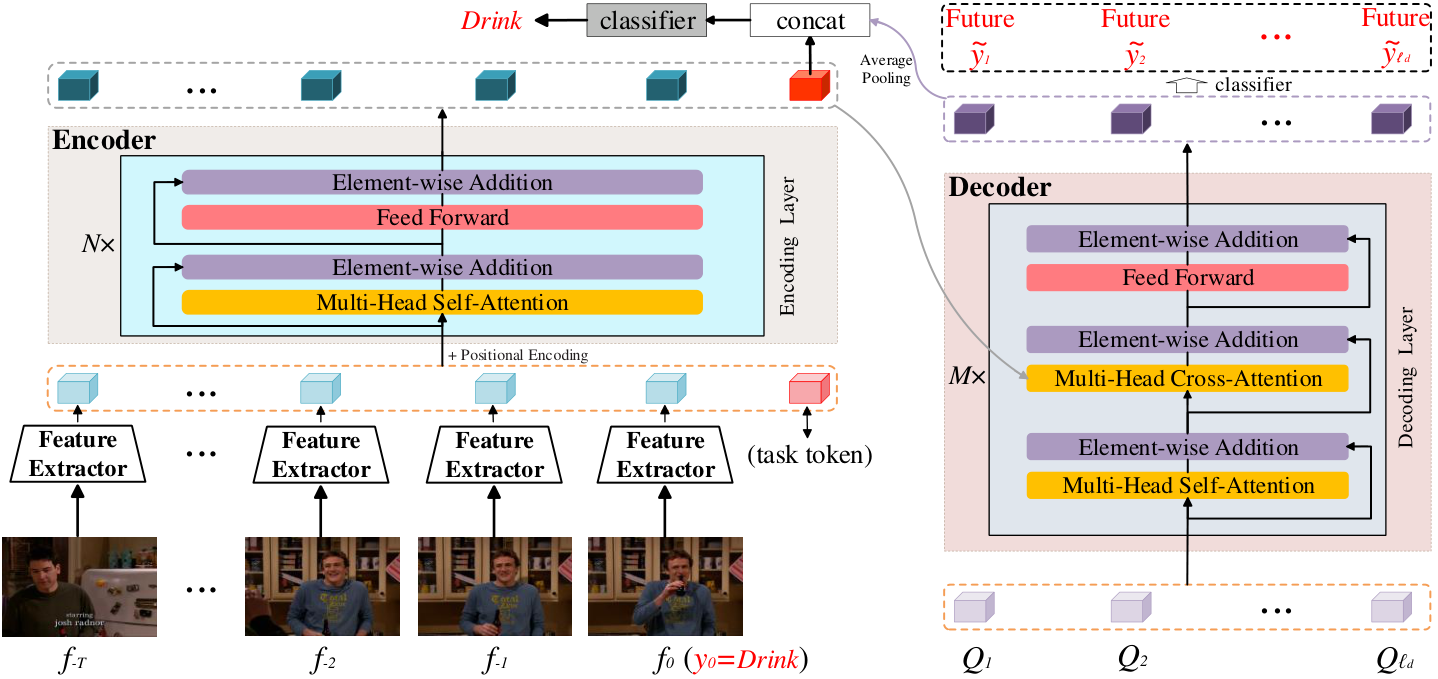 Drink
classifier
concat
Average
Pooling
Future Future ... Future
ỹ1 ỹ2 ỹℓd
classifier
Encoder
Element-wise Addition
Feed Forward
Element-wise Addition
Multi-Head Self-Attention
N×
Encoding Layer
+ Positional Encoding
Feature
Extractor
...
Feature
Extractor
Feature
Extractor
Feature
Extractor
(task token)
starring
josh radnor
Total
f-T ... f-2 f-1 f0 (y0=Drink)
Decoder
Element-wise Addition
Feed Forward
Element-wise Addition
Multi-Head Cross-Attention
Element-wise Addition
Multi-Head Self-Attention
M×
Decoding Layer
Q1 Q2 ... Qℓd